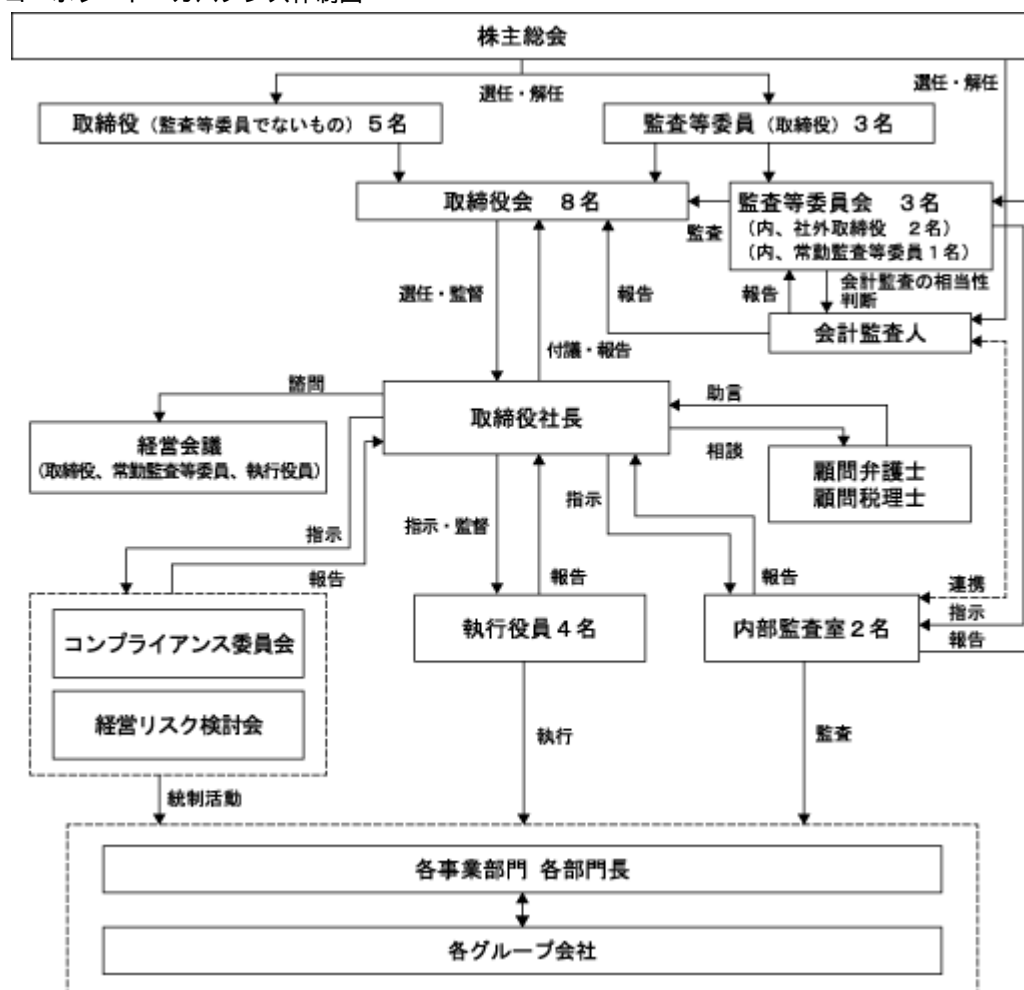 株主総会
選任・解任
選任・解任
取締役（監査等委員でないもの）５名
監査等委員（取締役）３名
取締役会　８名
監査
監査等委員会　３名
（内、社外取締役　２名）
（内、常勤監査等委員１名）
選任・監督
報告
報告
会計監査の相当性
判断
会計監査人
付議・報告
諮問
取締役社長
助言
相談
経営会議
（取締役、常勤監査等委員、執行役員）
顧問弁護士
顧問税理士
指示
指示・監督
指示
報告
報告
報告
連携
指示
報告
コンプライアンス委員会
経営リスク検討会
執行役員４名
内部監査室２名
執行
監査
統制活動
各事業部門 各部門長
各グループ会社